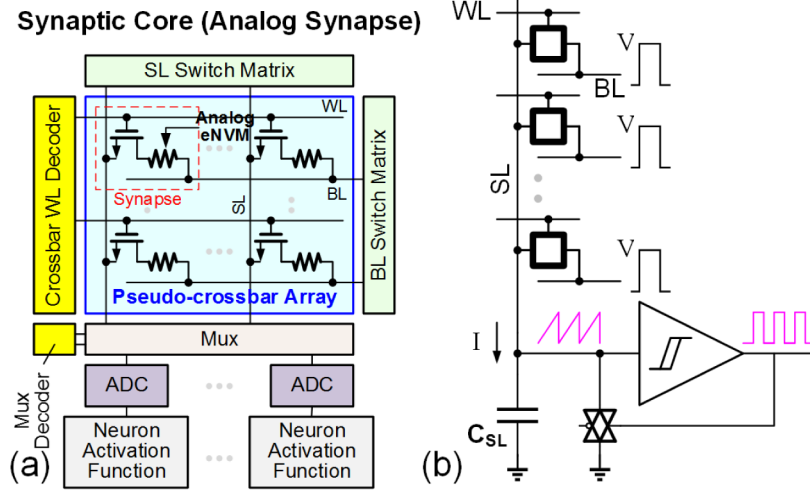 Synaptic Core (Analog Synapse)
SL Switch Matrix
Crossbar WL Decoder
WL
Analog
eNVM
Synapse
SL
BL
BL Switch Matrix
Pseudo-crossbar Array
Mux
Mux
Decoder
ADC
ADC
Neuron
Activation
Function
Neuron
Activation
Function
(a)
WL
V
BL
V
SL
V
I
C_SL
(b)